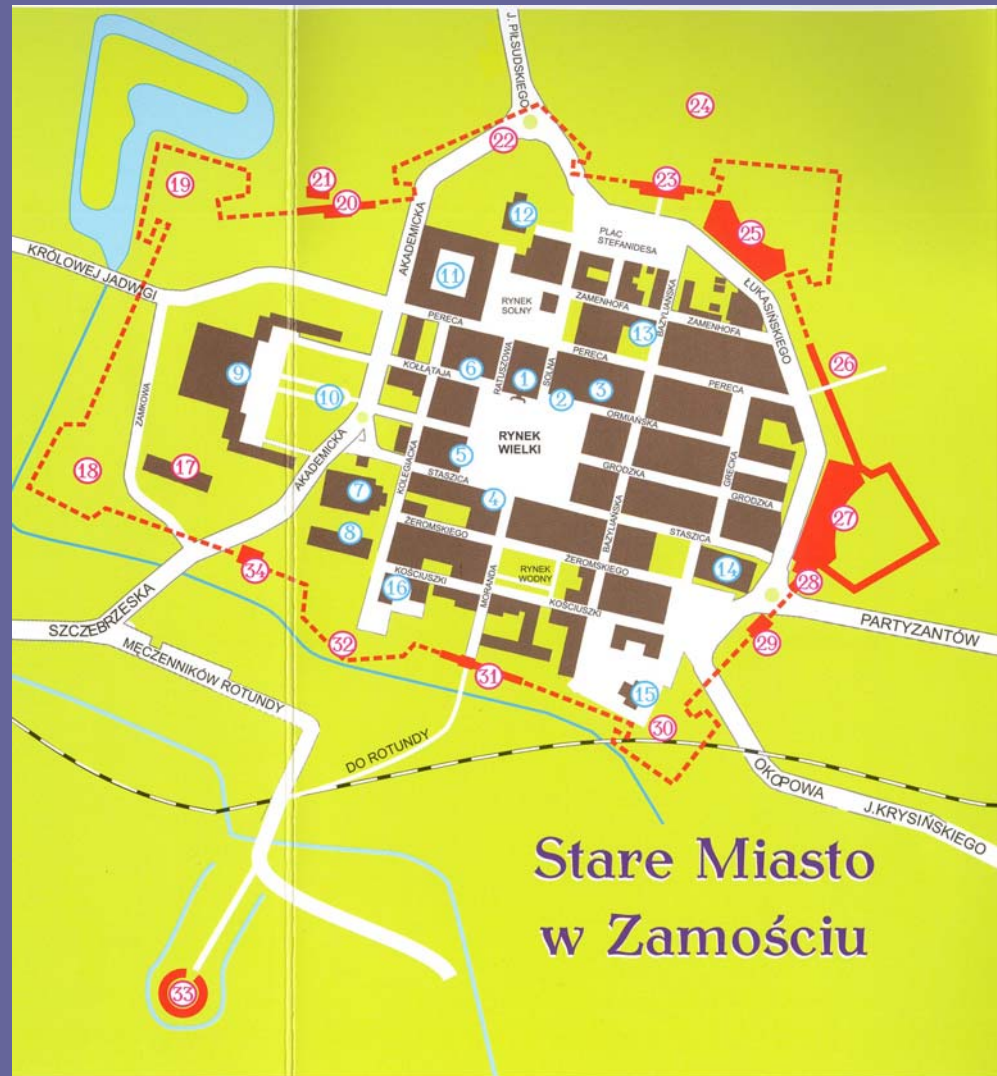 J. PIŁSUDSKIEGO
24
22
21
23
19
20
12
AKADEMICKA
PLAC
STEFANIDESA
25
KRÓLOWEJ JADWIGI
11
RYNEK
SOLNY
ZAMENHOFA
BAZYLIAŃSKA
ŁUKASIŃSKIEGO
13
ZAMENHOFA
PERECA
PERECA
PERECA
26
9
6
KOŁŁĄTAJA
RATUSZOWA
1
SOLNA
3
2
10
ORMIAŃSKA
ZAMKOWA
RYNEK
WIELKI
5
GRODZKA
GRECKA
GRODZKA
18
17
AKADEMICKA
KOLEGIACKA
STASZICA
4
7
BAZYLIAŃSKA
STASZICA
27
8
ŻEROMSKIEGO
ŻEROMSKIEGO
14
34
RYNEK
WODNY
28
KOŚCIUSZKI
16
MORANDA
KOŚCIUSZKI
SZCZEBRZESKA
PARTYZANTÓW
29
32
31
15
30
MĘCZENNIKÓW ROTUNDY
DO ROTUNDY
OKOPOWA
J.KRYSIŃSKIEGO
33
Stare Miasto
w Zamościu